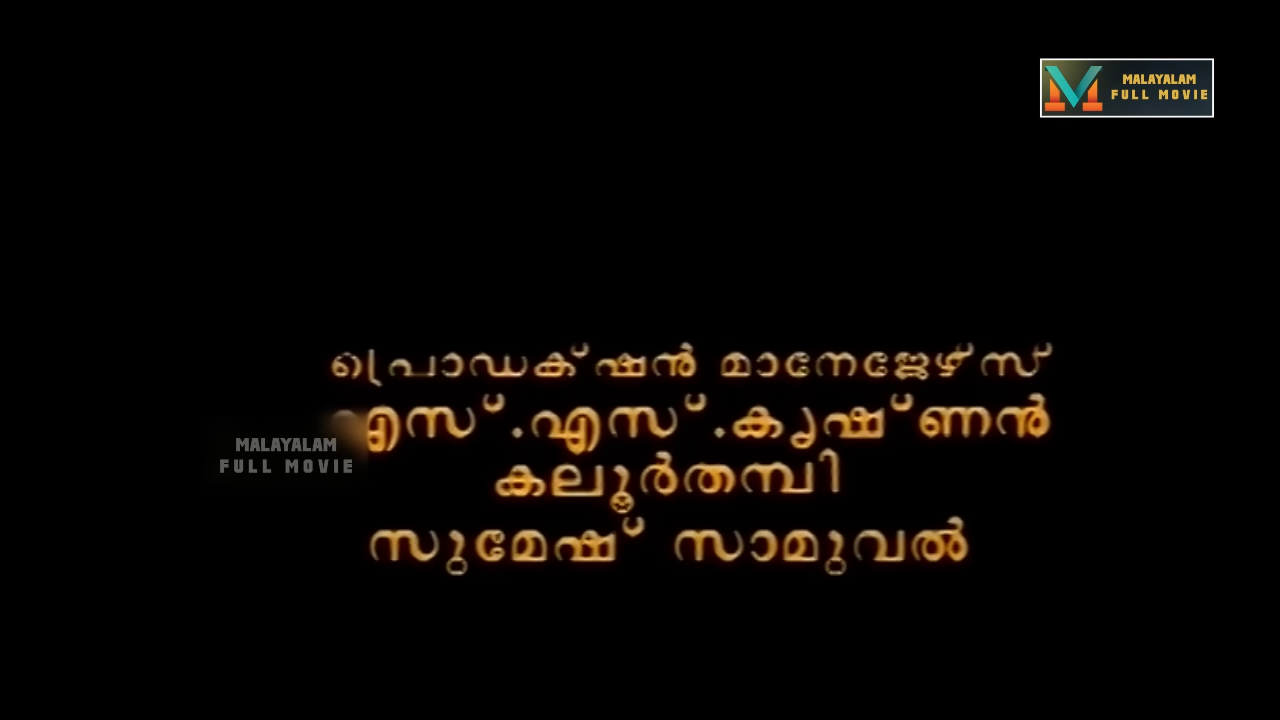 MALAYALAM
FULL MOVIE
പ്രൊഡക്ഷൻ മാനേജേഴ്സ്
എസ്.എസ്.കൃഷ്ണൻ
കലൂർതമ്പി
സുമേഷ് സാമുവൽ
MALAYALAM
FULL MOVIE